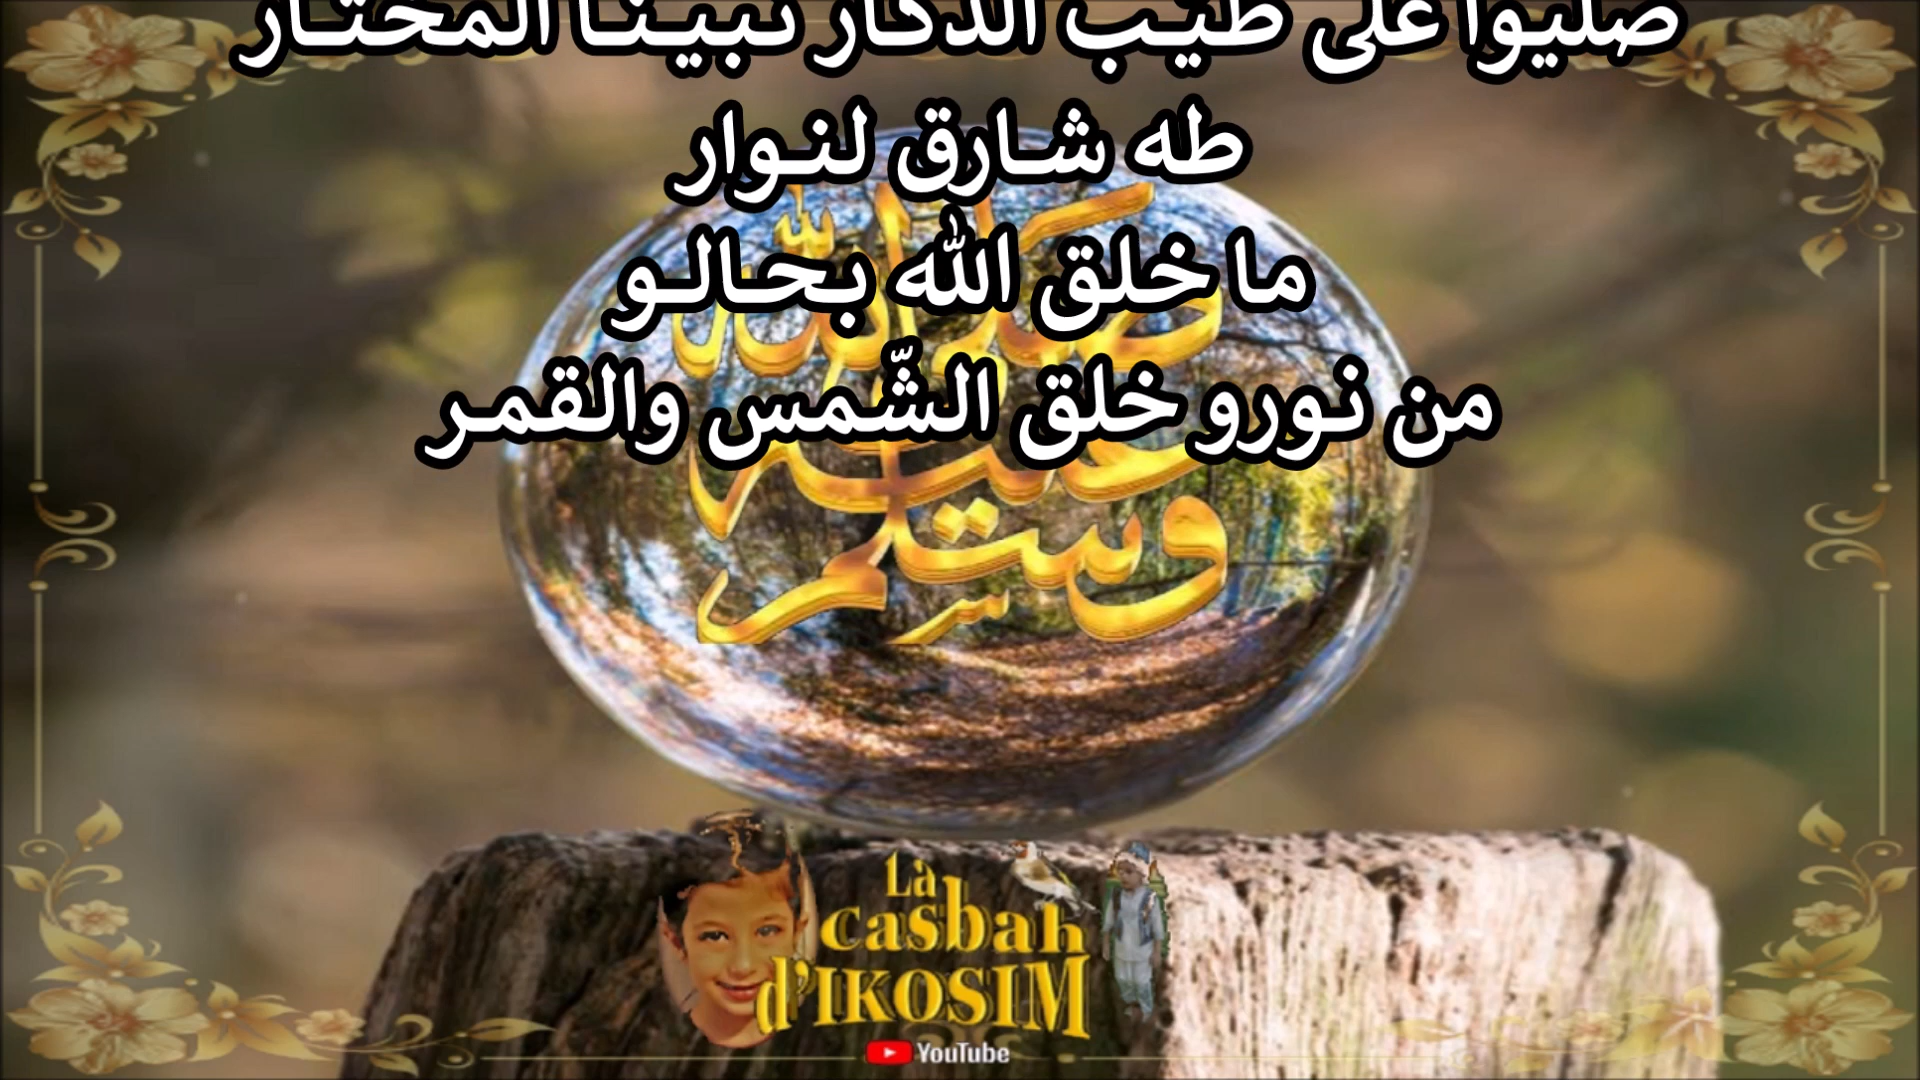 صليوا على طيّب الذكار نبينا المختار
طه شارق لنوار
ما خلق الله بحالو
من نورو خلق الشّمس والقمر
صلى الله
عليه
وسلم
La
casbah
d'IKOSIM
YouTube